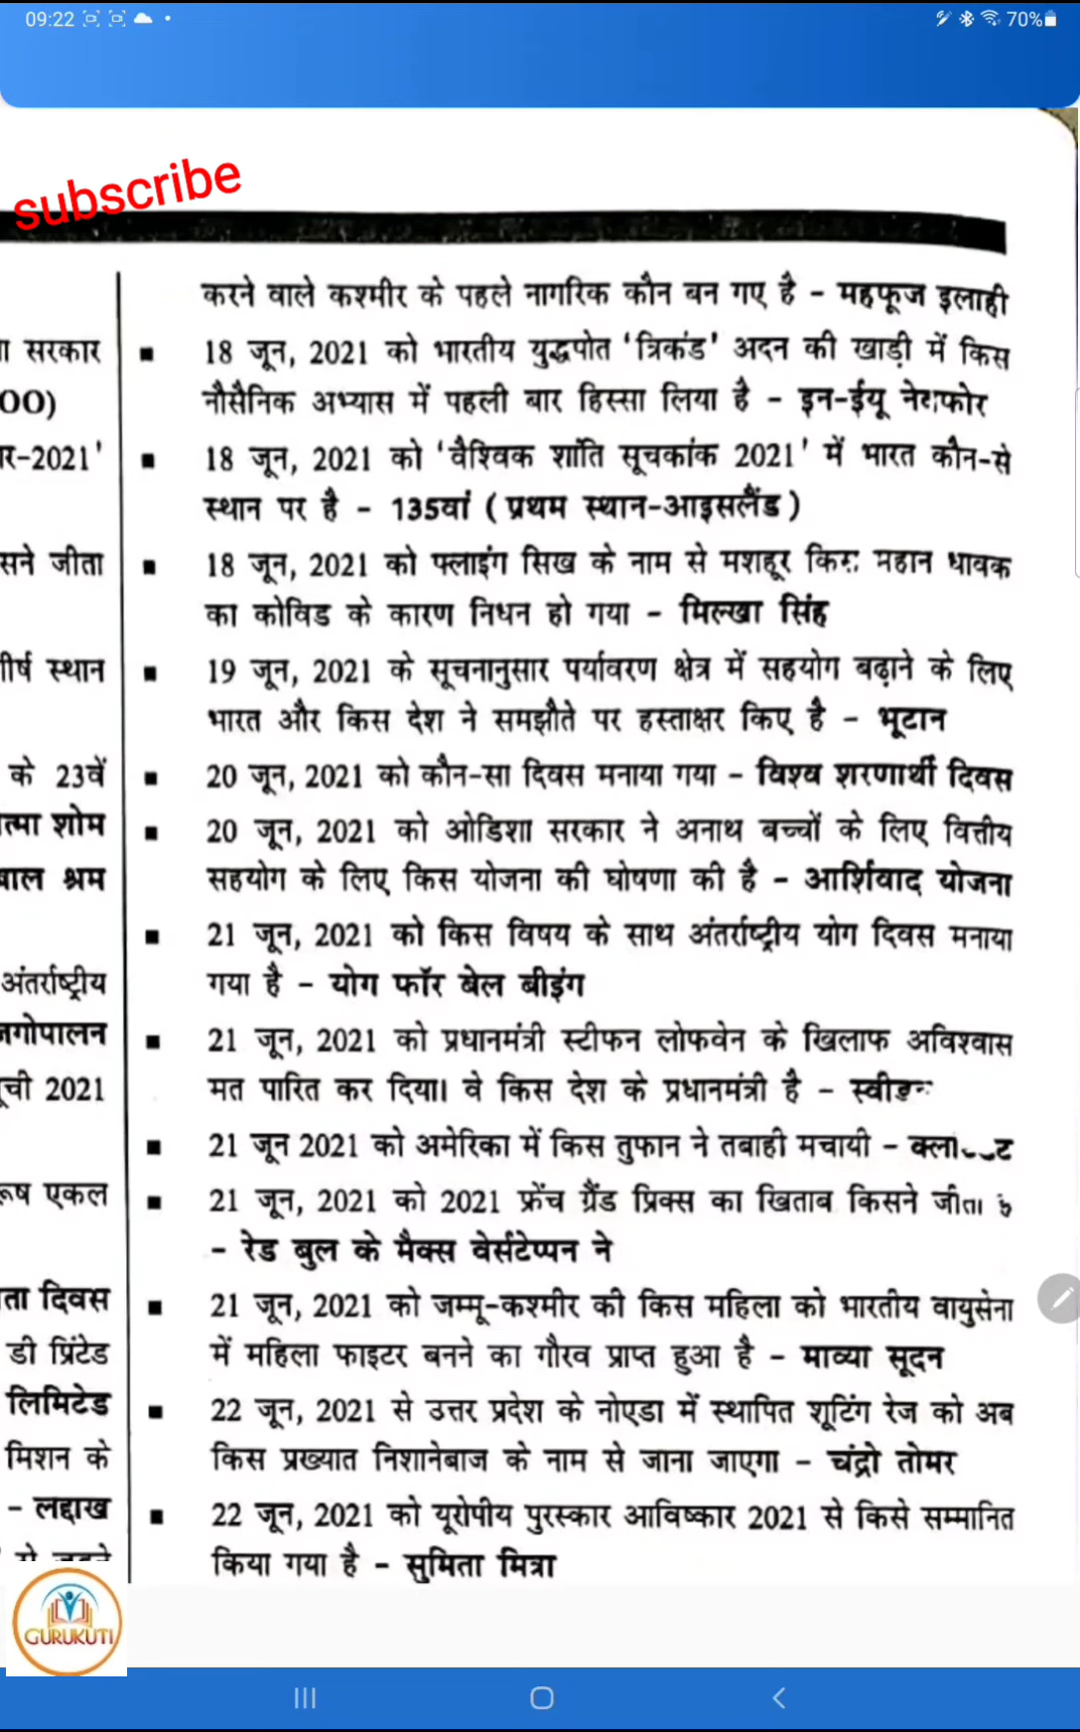 09:22
70%
subscribe
ा सरकार
OO)
ार-2021'
सने जीता
ीर्ष स्थान
के 23वें
त्मा शोम
बाल श्रम
अंतर्राष्ट्रीय
जगोपालन
ूची 2021
रूष एकल
ता दिवस
डी प्रिंटेड
लिमिटेड
मिशन के
- लद्दाख
करने वाले कश्मीर के पहले नागरिक कौन बन गए है - महफूज इलाही
▪ 18 जून, 2021 को भारतीय युद्धपोत 'त्रिकंड' अदन की खाड़ी में किस
नौसैनिक अभ्यास में पहली बार हिस्सा लिया है - इन-ईयू नेवफोर
▪ 18 जून, 2021 को 'वैश्विक शांति सूचकांक 2021' में भारत कौन-से
स्थान पर है - 135वां ( प्रथम स्थान-आइसलैंड )
▪ 18 जून, 2021 को फ्लाइंग सिख के नाम से मशहूर किस महान धावक
का कोविड के कारण निधन हो गया - मिल्खा सिंह
▪ 19 जून, 2021 के सूचनानुसार पर्यावरण क्षेत्र में सहयोग बढ़ाने के लिए
भारत और किस देश ने समझौते पर हस्ताक्षर किए है - भूटान
▪ 20 जून, 2021 को कौन-सा दिवस मनाया गया - विश्व शरणार्थी दिवस
▪ 20 जून, 2021 को ओडिशा सरकार ने अनाथ बच्चों के लिए वित्तीय
सहयोग के लिए किस योजना की घोषणा की है - आर्शिवाद योजना
▪ 21 जून, 2021 को किस विषय के साथ अंतर्राष्ट्रीय योग दिवस मनाया
गया है - योग फॉर बेल बीइंग
▪ 21 जून, 2021 को प्रधानमंत्री स्टीफन लोफवेन के खिलाफ अविश्वास
मत पारित कर दिया। वे किस देश के प्रधानमंत्री है - स्वीडन
▪ 21 जून 2021 को अमेरिका में किस तुफान ने तबाही मचायी -
▪ 21 जून, 2021 को 2021 फ्रेंच ग्रैंड प्रिक्स का खिताब किसने जीता है
- रेड बुल के मैक्स वेर्सटेप्पन ने
▪ 21 जून, 2021 को जम्मू-कश्मीर की किस महिला को भारतीय वायुसेना
में महिला फाइटर बनने का गौरव प्राप्त हुआ है - माव्या सूदन
▪ 22 जून, 2021 से उत्तर प्रदेश के नोएडा में स्थापित शूटिंग रेज को अब
किस प्रख्यात निशानेबाज के नाम से जाना जाएगा - चंद्रो तोमर
▪ 22 जून, 2021 को यूरोपीय पुरस्कार आविष्कार 2021 से किसे सम्मानित
किया गया है - सुमिता मित्रा
GURUKUTI